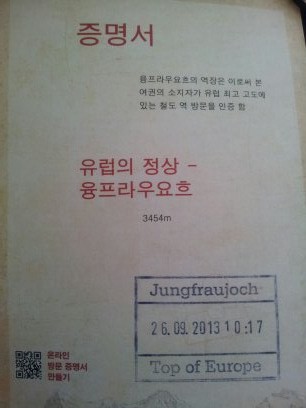 증명서
융프라우요흐의 역장은 이로써 본
여권의 소지자가 유럽 최고 고도에
있는 철도 역 방문을 인증 함
유럽의 정상 –
융프라우요흐
3454m
Jungfraujoch
26.09.2013 10:17
Top of Europe
온라인
방문 증명서
만들기